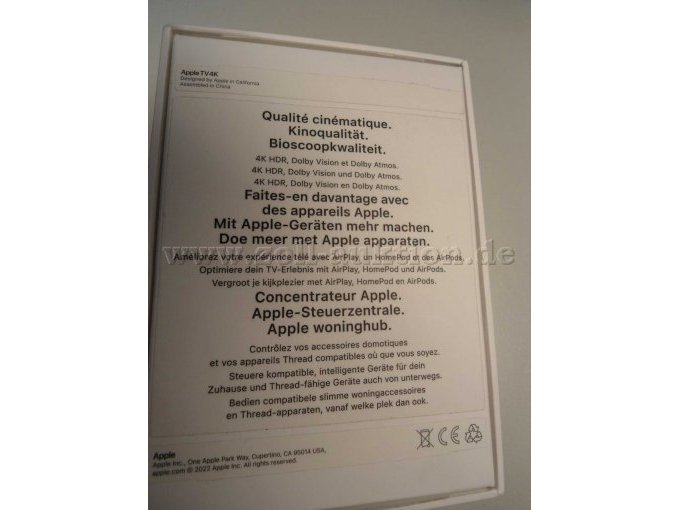 Apple TV 4K
Designed by Apple in California
Assembled in China
Qualité cinématique.
Kinoqualität.
Bioscoopkwaliteit.
4K HDR, Dolby Vision et Dolby Atmos.
4K HDR, Dolby Vision und Dolby Atmos.
4K HDR, Dolby Vision en Dolby Atmos.
Faites-en davantage avec
des appareils Apple.
Mit Apple-Geräten mehr machen.
Doe meer met Apple apparaten.
www.zoll-auktion.de
Améliorez votre expérience télé avec AirPlay, un HomePod et des AirPods.
Optimiere dein TV-Erlebnis mit AirPlay, HomePod und AirPods.
Vergroot je kijkplezier met AirPlay, HomePod en AirPods.
Concentrateur Apple.
Apple-Steuerzentrale.
Apple woninghub.
Contrôlez vos accessoires domotiques
et vos appareils Thread compatibles où que vous soyez.
Steuere kompatible, intelligente Geräte für dein
Zuhause und Thread-fähige Geräte auch von unterwegs.
Bedien compatibele slimme woningaccessoires
en Thread-apparaten, vanaf welke plek dan ook.
Apple
Apple Inc., One Apple Park Way, Cupertino, CA 95014 USA,
apple.com © 2022 Apple Inc. All rights reserved.
CE